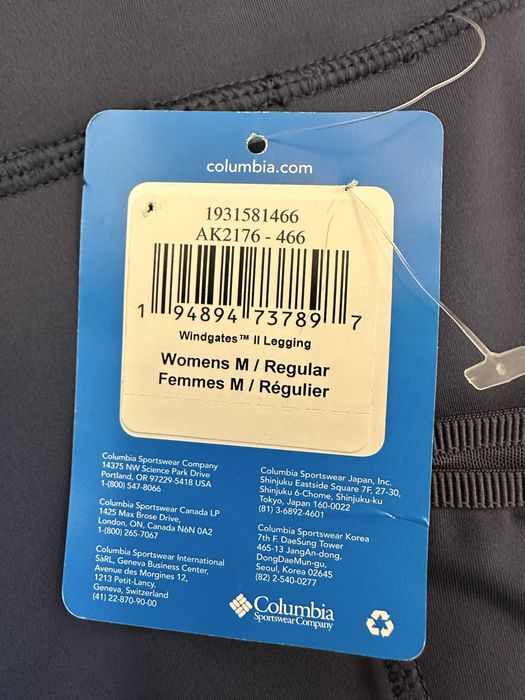 columbia.com
1931581466
AK2176 - 466
1 94894 73789 7
Windgates™ II Legging
Womens M / Regular
Femmes M / Régulier
Columbia Sportswear Company
14375 NW Science Park Drive
Portland, OR 97229-5418 USA
1-(800) 547-8066
Columbia Sportswear Canada LP
1425 Max Brose Drive,
London, ON, Canada N6N 0A2
1-(800) 265-7067
Columbia Sportswear International
SàRL, Geneva Business Center,
Avenue des Morgines 12,
1213 Petit-Lancy,
Geneva, Switzerland
(41) 22-870-90-00
Columbia Sportswear Japan, Inc.
Shinjuku Eastside Square 7F, 27-30,
Shinjuku 6-Chome, Shinjuku-ku
Tokyo, Japan 160-0022
(81) 3-6892-4601
Columbia Sportswear Korea
7th F. DaeSung Tower
465-13 JangAn-dong,
DongDaeMun-gu,
Seoul, Korea 02645
(82) 2-540-0277
Columbia
Sportswear Company